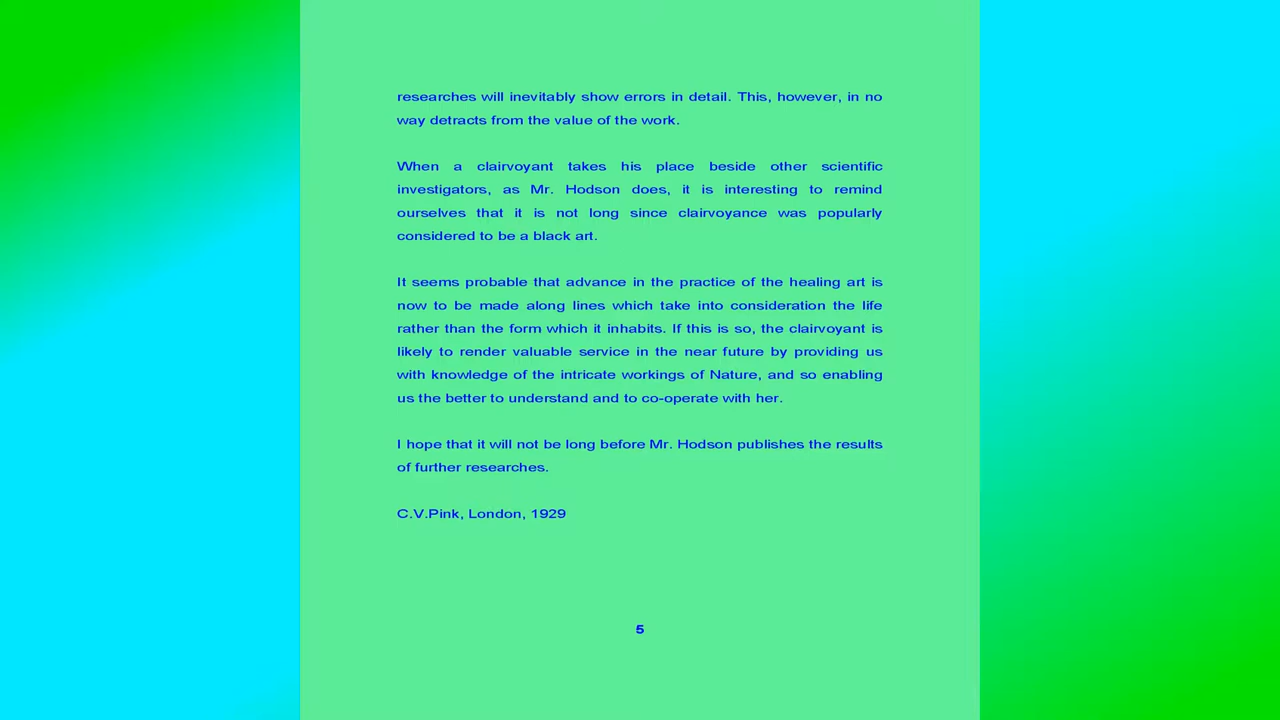 researches will inevitably show errors in detail. This, however, in no
way detracts from the value of the work.
When a clairvoyant takes his place beside other scientific
investigators, as Mr. Hodson does, it is interesting to remind
ourselves that it is not long since clairvoyance was popularly
considered to be a black art.
It seems probable that advance in the practice of the healing art is
now to be made along lines which take into consideration the life
rather than the form which it inhabits. If this is so, the clairvoyant is
likely to render valuable service in the near future by providing us
with knowledge of the intricate workings of Nature, and so enabling
us the better to understand and to co-operate with her.
I hope that it will not be long before Mr. Hodson publishes the results
of further researches.
C.V.Pink, London, 1929
5